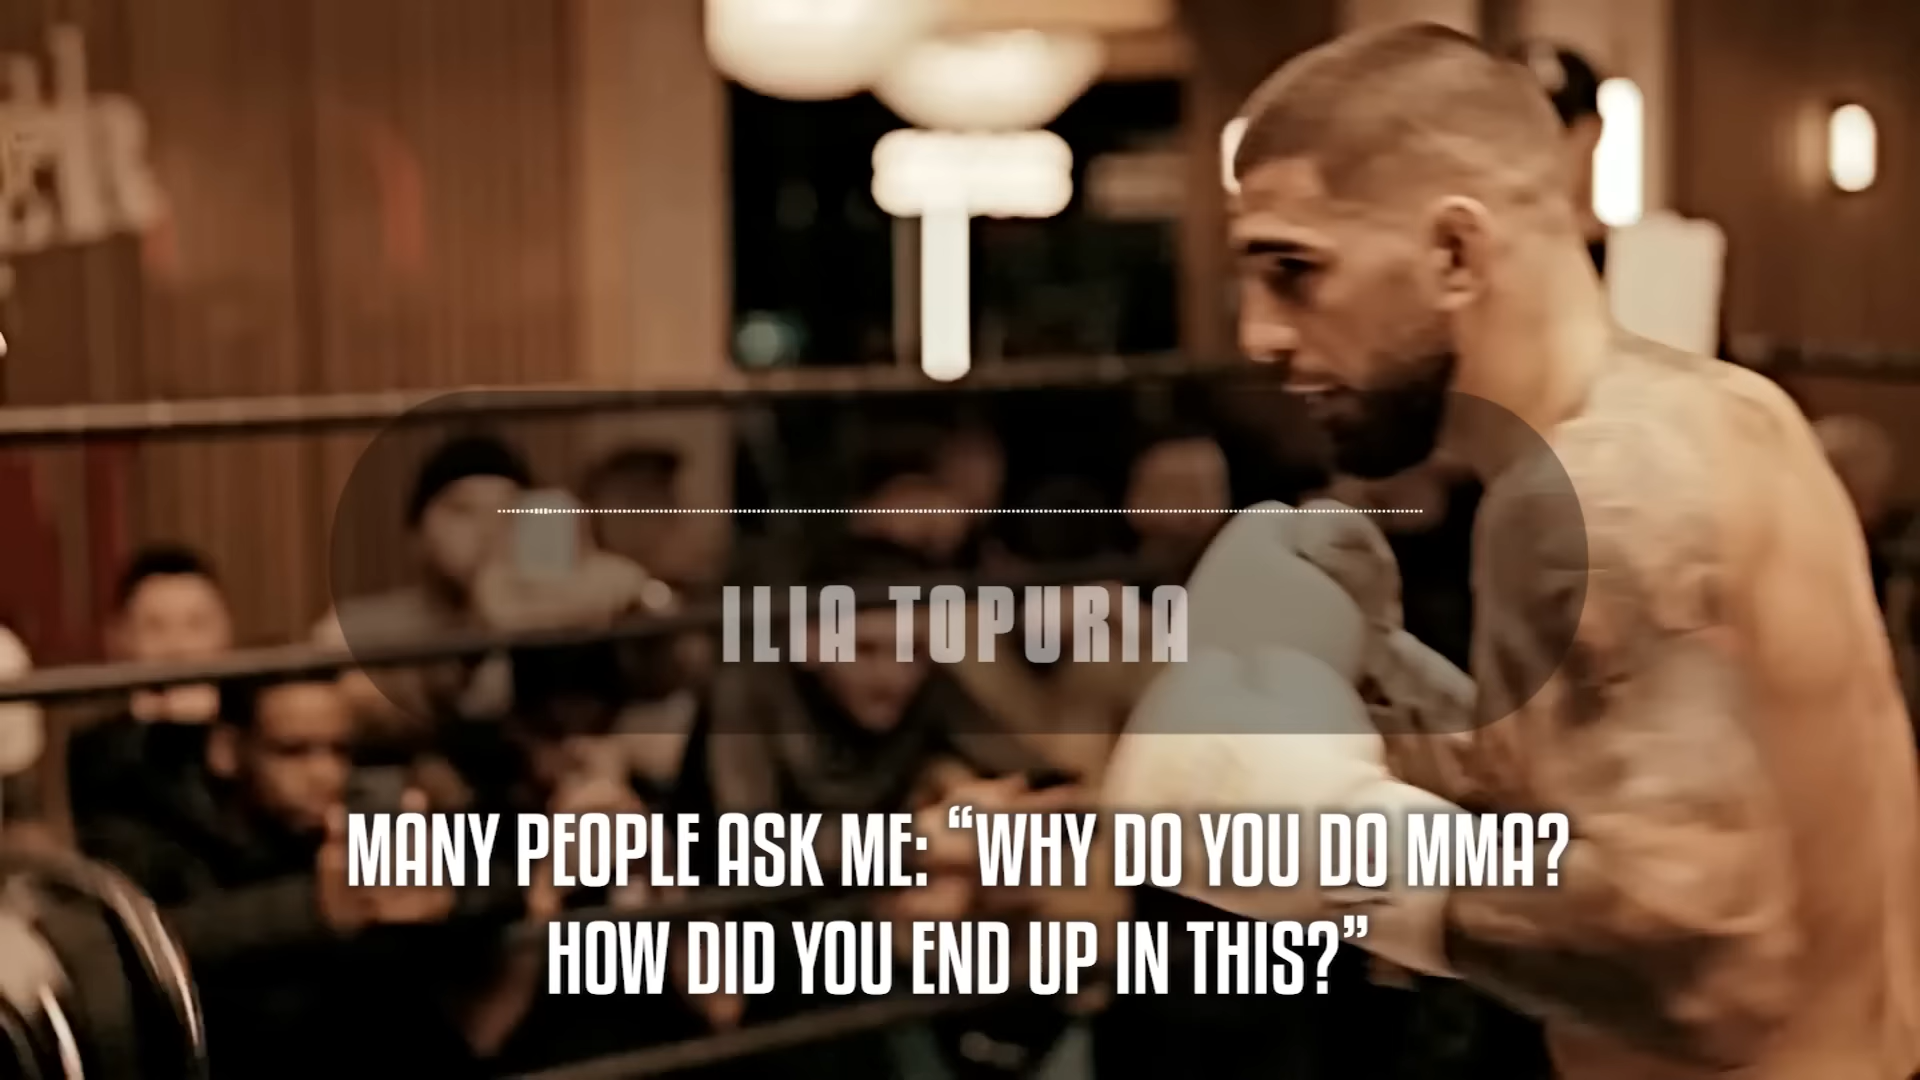 ILIA TOPURIA
MANY PEOPLE ASK ME: “WHY DO YOU DO MMA?
HOW DID YOU END UP IN THIS?”